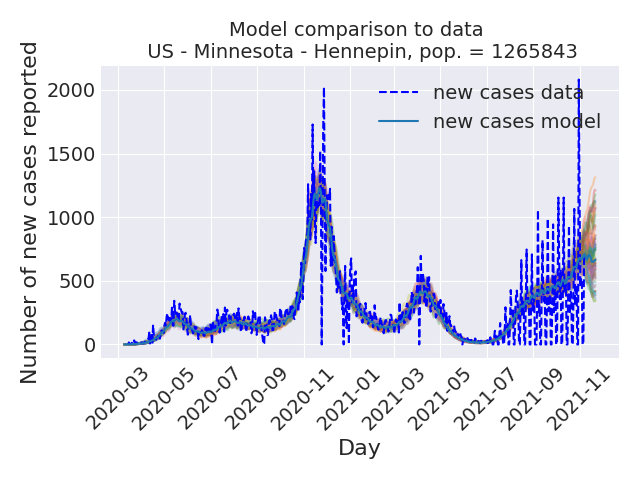 Model comparison to data
US - Minnesota - Hennepin, pop. = 1265843
Number of new cases reported
2000
1500
1000
500
0
new cases data
new cases model
2020-03
2020-05
2020-07
2020-09
2020-11
2021-01
2021-03
2021-05
2021-07
2021-09
2021-11
Day